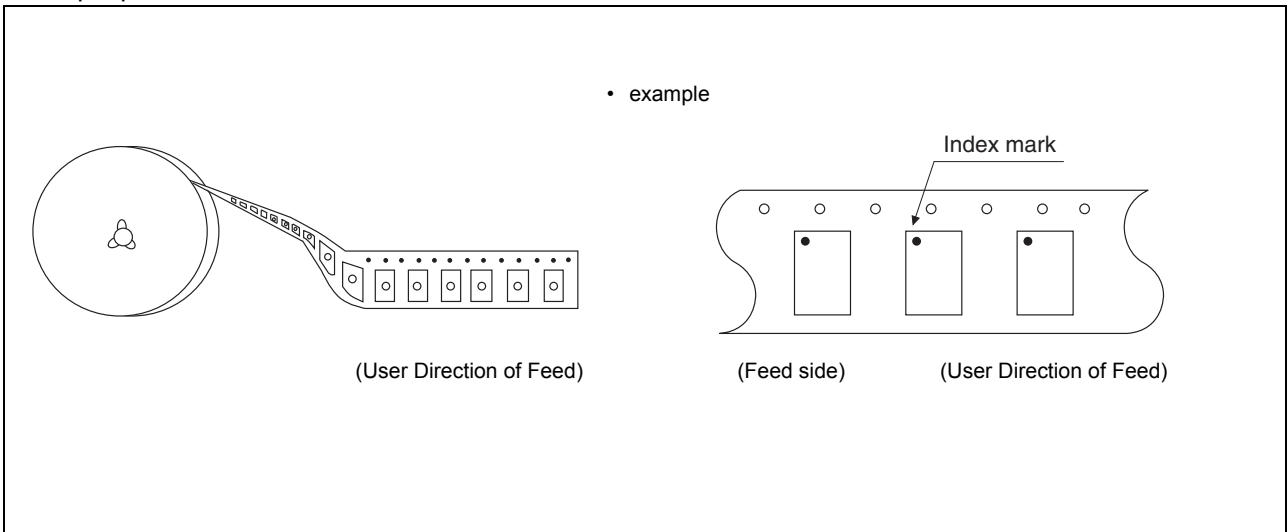 • example
Index mark
(User Direction of Feed)
(Feed side)
(User Direction of Feed)